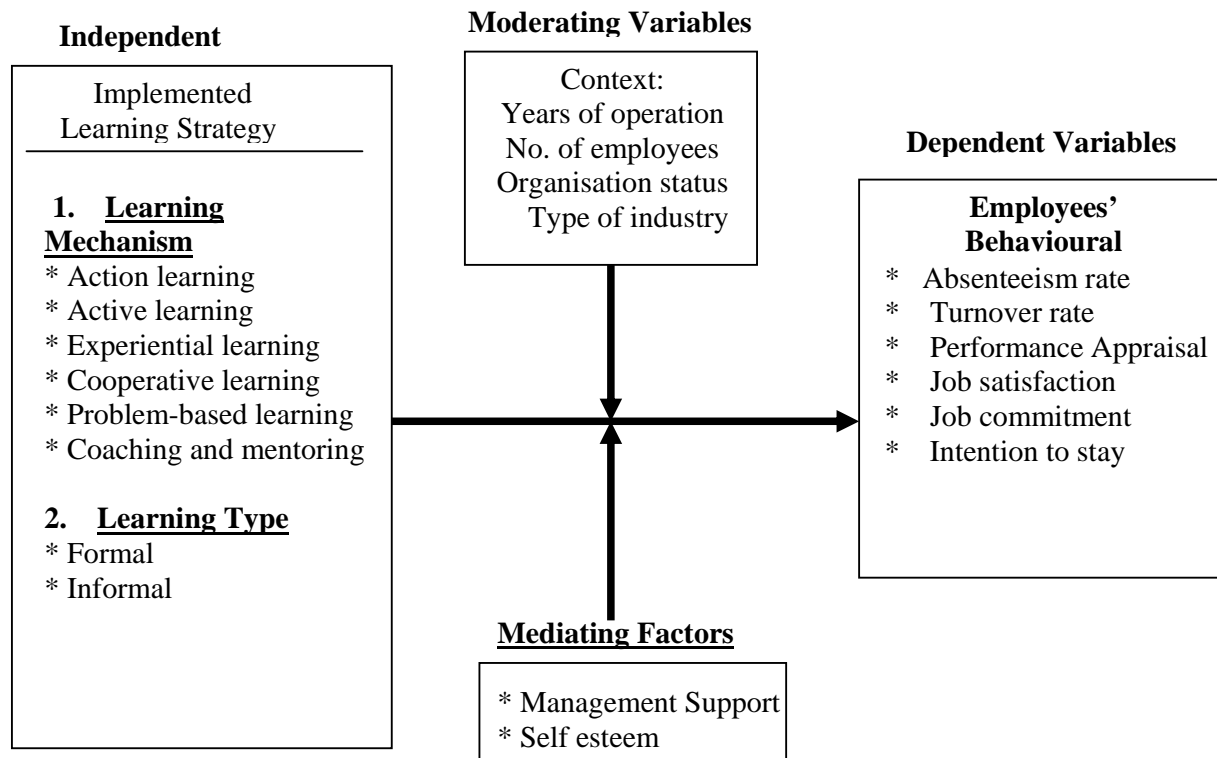 Independent
Implemented
Learning Strategy
1. Learning
Mechanism
* Action learning
* Active learning
* Experiential learning
* Cooperative learning
* Problem-based learning
* Coaching and mentoring
2. Learning Type
* Formal
* Informal
Moderating Variables
Context:
Years of operation
No. of employees
Organisation status
Type of industry
Mediating Factors
* Management Support
* Self esteem
Dependent Variables
Employees’
Behavioural
* Absenteeism rate
* Turnover rate
* Performance Appraisal
* Job satisfaction
* Job commitment
* Intention to stay